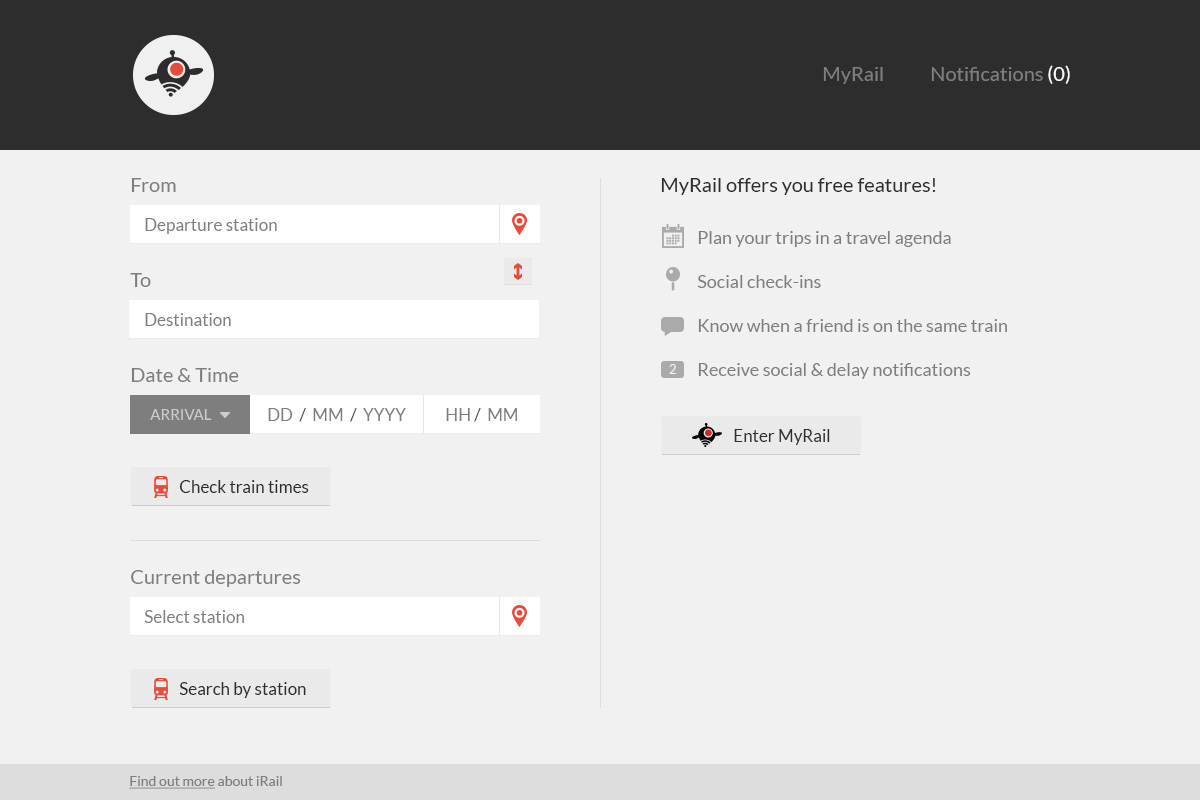 MyRail Notifications (0)
From
Departure station
To
Destination
Date & Time
ARRIVAL DD / MM / YYYY HH / MM
Check train times
Current departures
Select station
Search by station
MyRail offers you free features!
Plan your trips in a travel agenda
Social check-ins
Know when a friend is on the same train
2 Receive social & delay notifications
Enter MyRail
Find out more about iRail